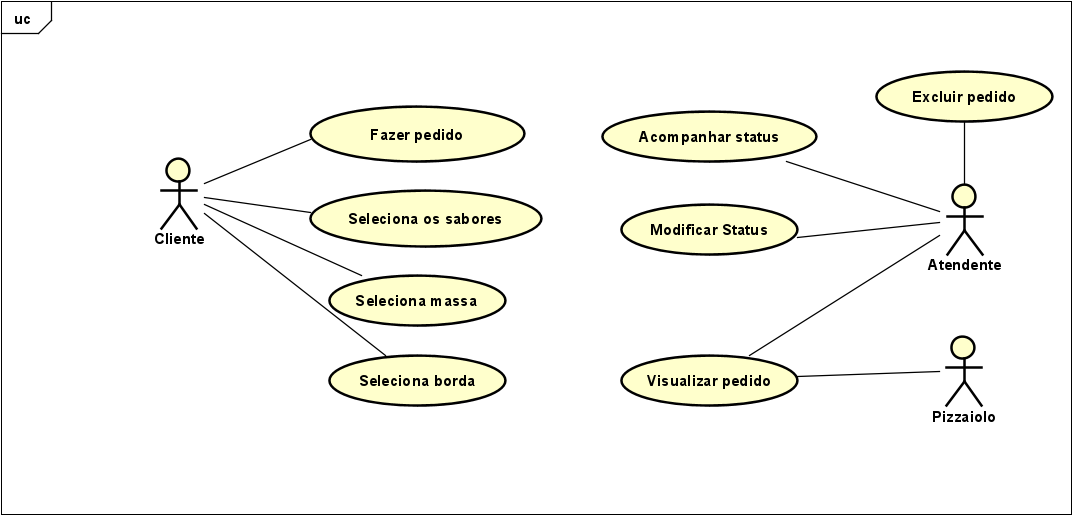 uc
Excluir pedido
Fazer pedido
Acompanhar status
Seleciona os sabores
Modificar Status
Cliente
Atendente
Seleciona massa
Seleciona borda
Visualizar pedido
Pizzaiolo